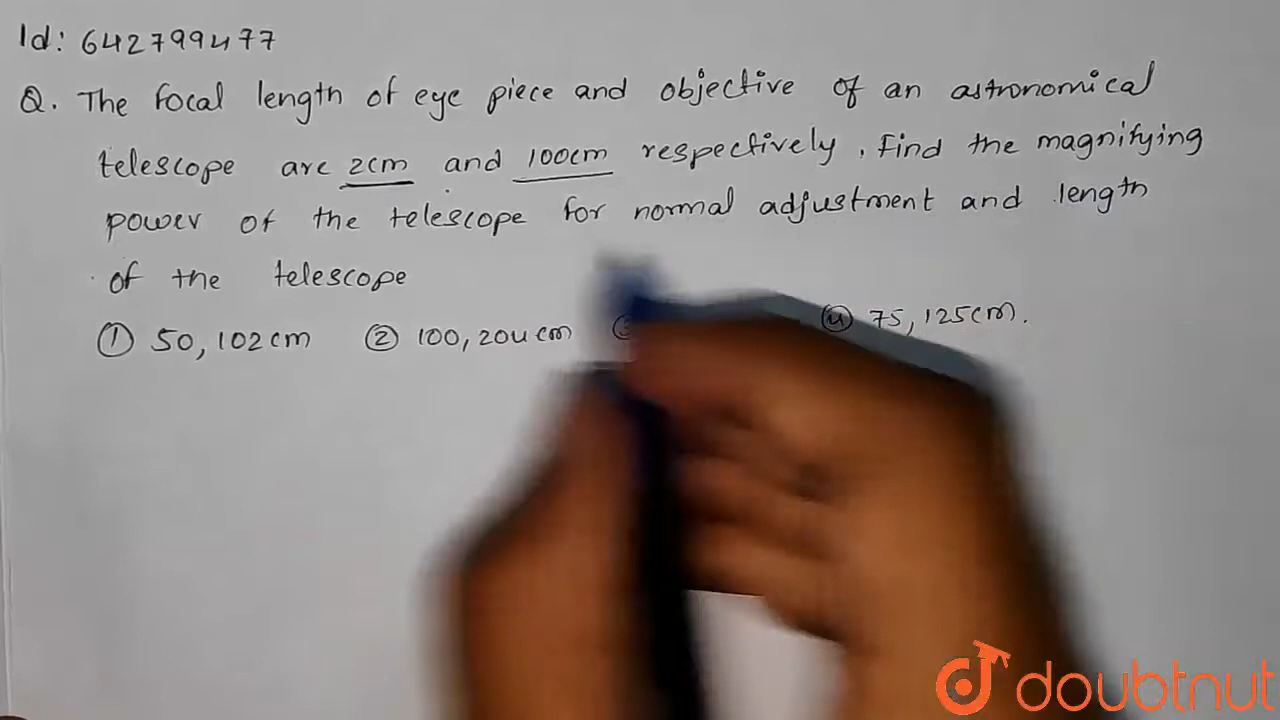 Id: 642799477
Q. The focal length of eye piece and objective of an astronomical
telescope are 2cm and 100cm respectively. Find the magnifying
power of the telescope for normal adjustment and length
of the telescope
① 50, 102cm ② 100, 204cm ③ ④ 75, 125cm.
doubtnut